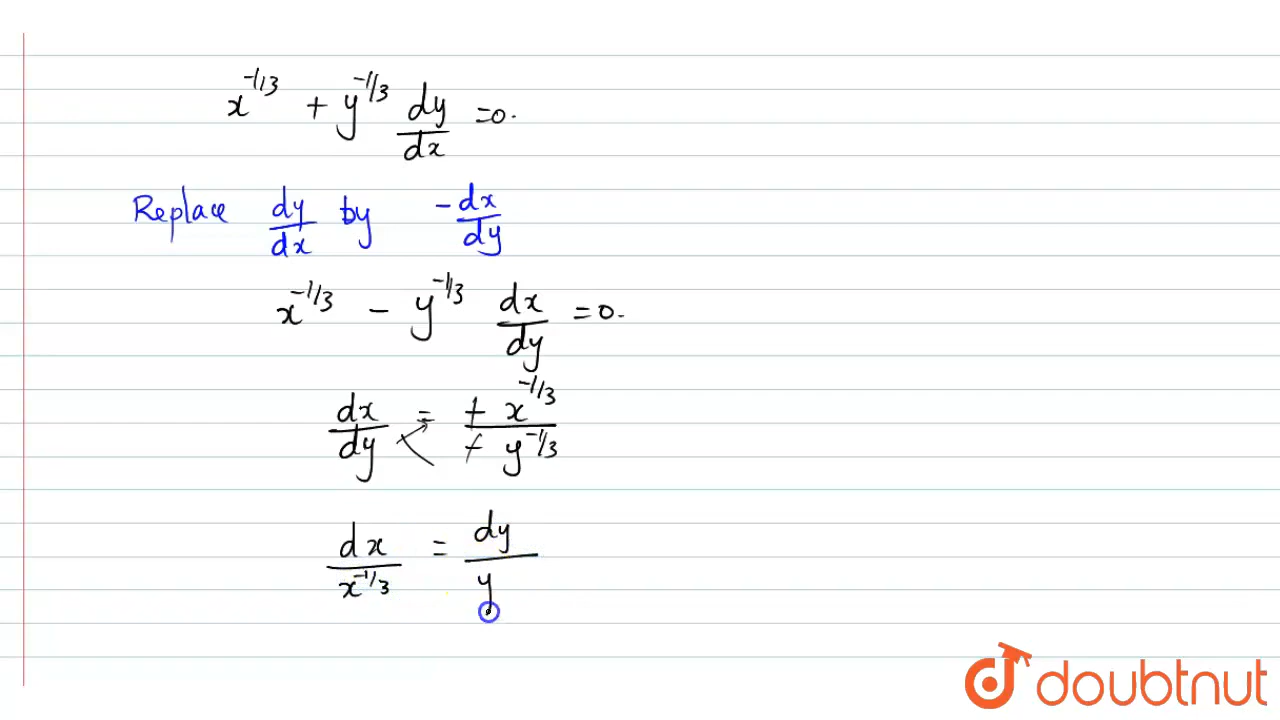 x^{-1/3} + y^{-1/3} dy/dx = 0.
Replace dy/dx by -dx/dy
x^{-1/3} - y^{-1/3} dx/dy = 0.
dx/dy = + x^{-1/3} / + y^{-1/3}
dx / x^{-1/3} = dy / y
doubtnut